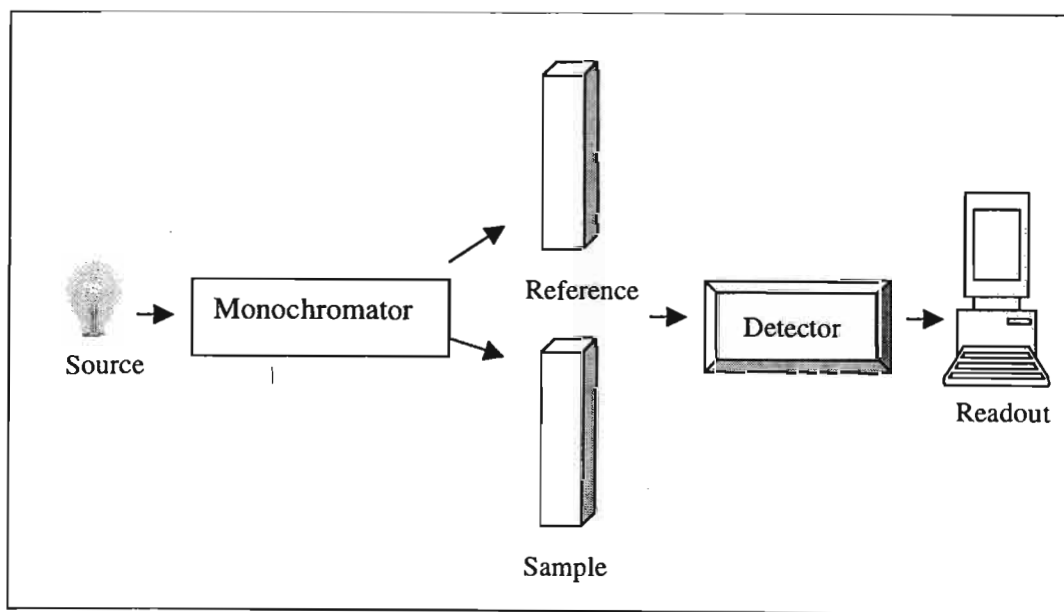 Source
Monochromator
Reference
Sample
Detector
Readout